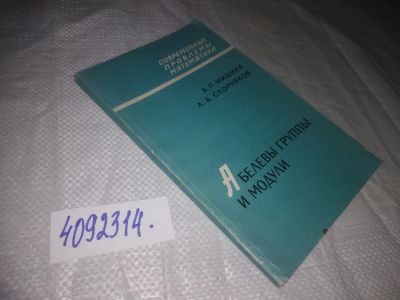 СОВРЕМЕННЫЕ
ПРОБЛЕМЫ
МАТЕМАТИКИ
А. П. МИШИНА
Л. А. СКОРНЯКОВ
АБЕЛЕВЫ ГРУППЫ
И МОДУЛИ
4092314.